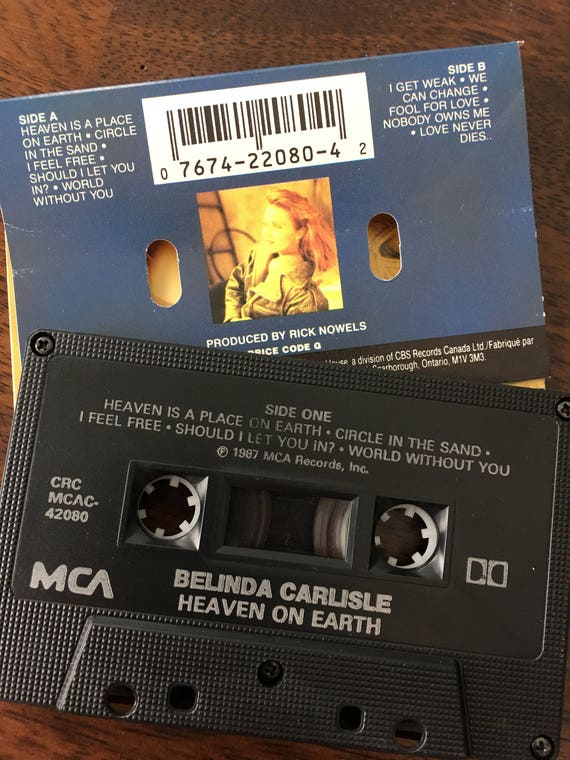 SIDE A
HEAVEN IS A PLACE
ON EARTH • CIRCLE
IN THE SAND •
I FEEL FREE •
SHOULD I LET YOU
IN? • WORLD
WITHOUT YOU
0 7674-22080-4 2
SIDE B
I GET WEAK • WE
CAN CHANGE •
FOOL FOR LOVE •
NOBODY OWNS ME
• LOVE NEVER
DIES..
PRODUCED BY RICK NOWELS
PRICE CODE G
House, a division of CBS Records Canada Ltd./Fabriqué par
Scarborough, Ontario, M1V 3M3.
SIDE ONE
HEAVEN IS A PLACE ON EARTH • CIRCLE IN THE SAND •
I FEEL FREE • SHOULD I LET YOU iN? • WORLD WITHOUT YOU
℗ 1987 MCA Records, Inc.
CRC
MCAC-
42080
MCA
BELINDA CARLISLE
HEAVEN ON EARTH